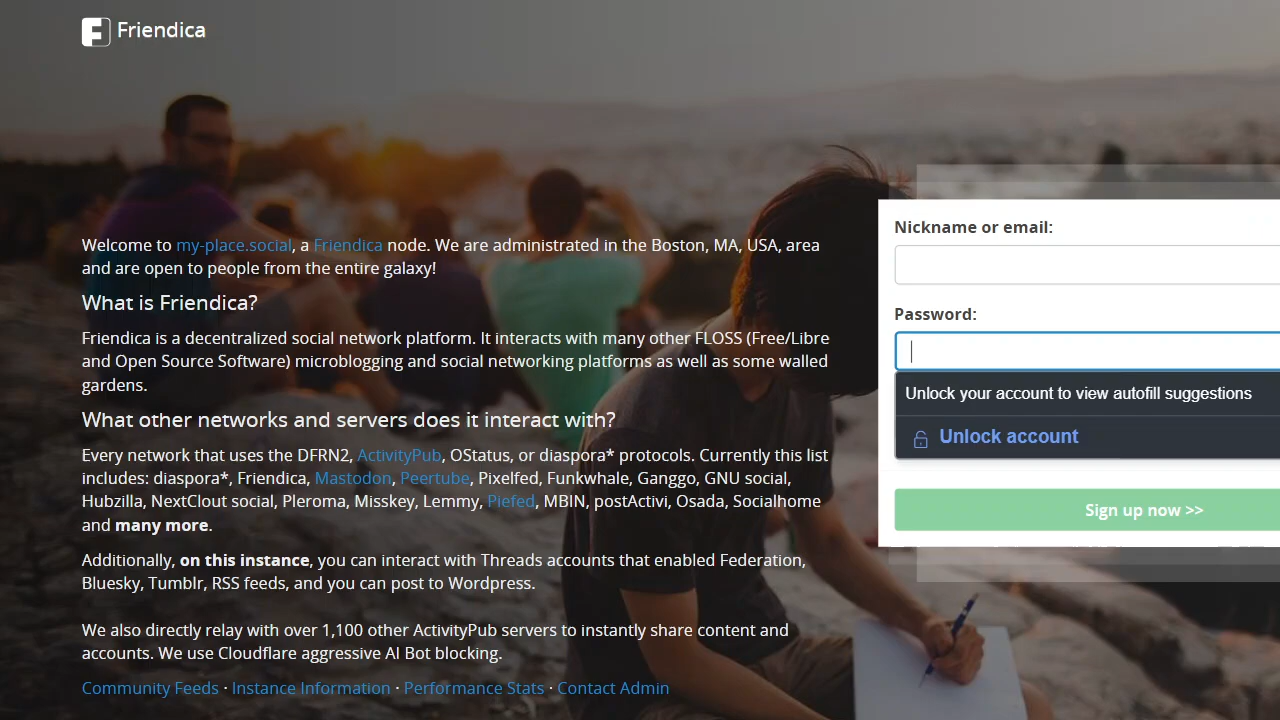 Friendica
Welcome to my-place.social, a Friendica node. We are administrated in the Boston, MA, USA, area
and are open to people from the entire galaxy!
What is Friendica?
Friendica is a decentralized social network platform. It interacts with many other FLOSS (Free/Libre
and Open Source Software) microblogging and social networking platforms as well as some walled
gardens.
What other networks and servers does it interact with?
Every network that uses the DFRN2, ActivityPub, OStatus, or diaspora* protocols. Currently this list
includes: diaspora*, Friendica, Mastodon, Peertube, Pixelfed, Funkwhale, Ganggo, GNU social,
Hubzilla, NextClout social, Pleroma, Misskey, Lemmy, Piefed, MBIN, postActivi, Osada, Socialhome
and many more.
Additionally, on this instance, you can interact with Threads accounts that enabled Federation,
Bluesky, Tumblr, RSS feeds, and you can post to Wordpress.
We also directly relay with over 1,100 other ActivityPub servers to instantly share content and
accounts. We use Cloudflare aggressive AI Bot blocking.
Community Feeds · Instance Information · Performance Stats · Contact Admin
Nickname or email:
Password:
Unlock your account to view autofill suggestions
Unlock account
Sign up now >>